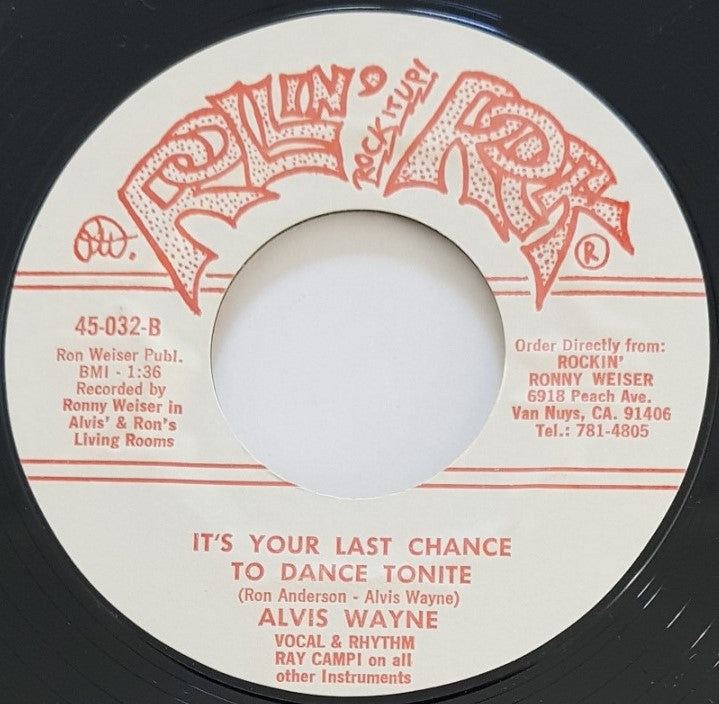 ROLLIN' ROCK IT UP! ROCK
®
45-032-B
Ron Weiser Publ.
BMI - 1:36
Recorded by
Ronny Weiser in
Alvis' & Ron's
Living Rooms
Order Directly from:
ROCKIN'
RONNY WEISER
6918 Peach Ave.
Van Nuys, CA. 91406
Tel.: 781-4805
IT'S YOUR LAST CHANCE
TO DANCE TONITE
(Ron Anderson - Alvis Wayne)
ALVIS WAYNE
VOCAL & RHYTHM
RAY CAMPI on all
other Instruments